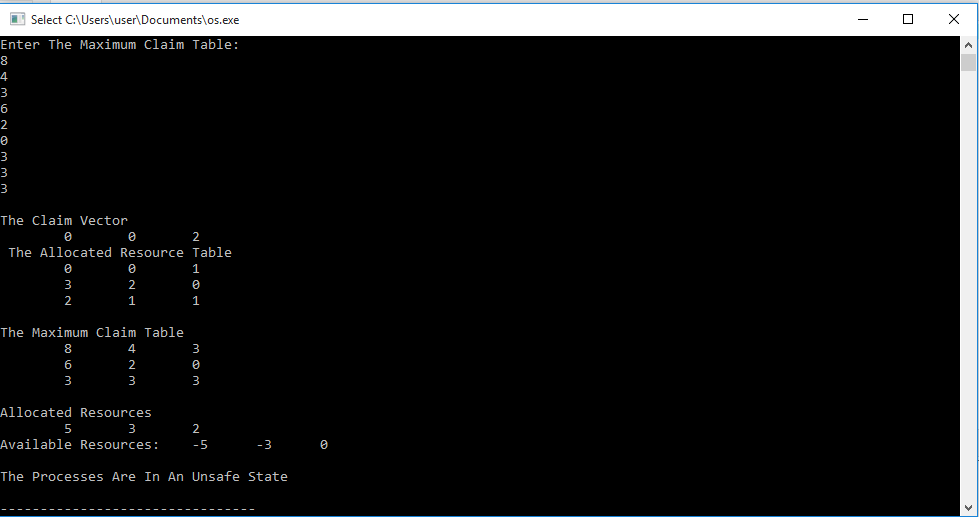 Select C:\Users\user\Documents\os.exe
Enter The Maximum Claim Table:
8
4
3
6
2
0
3
3
3
The Claim Vector
0 0 2
The Allocated Resource Table
0 0 1
3 2 0
2 1 1
The Maximum Claim Table
8 4 3
6 2 0
3 3 3
Allocated Resources
5 3 2
Available Resources: -5 -3 0
The Processes Are In An Unsafe State
--------------------------------